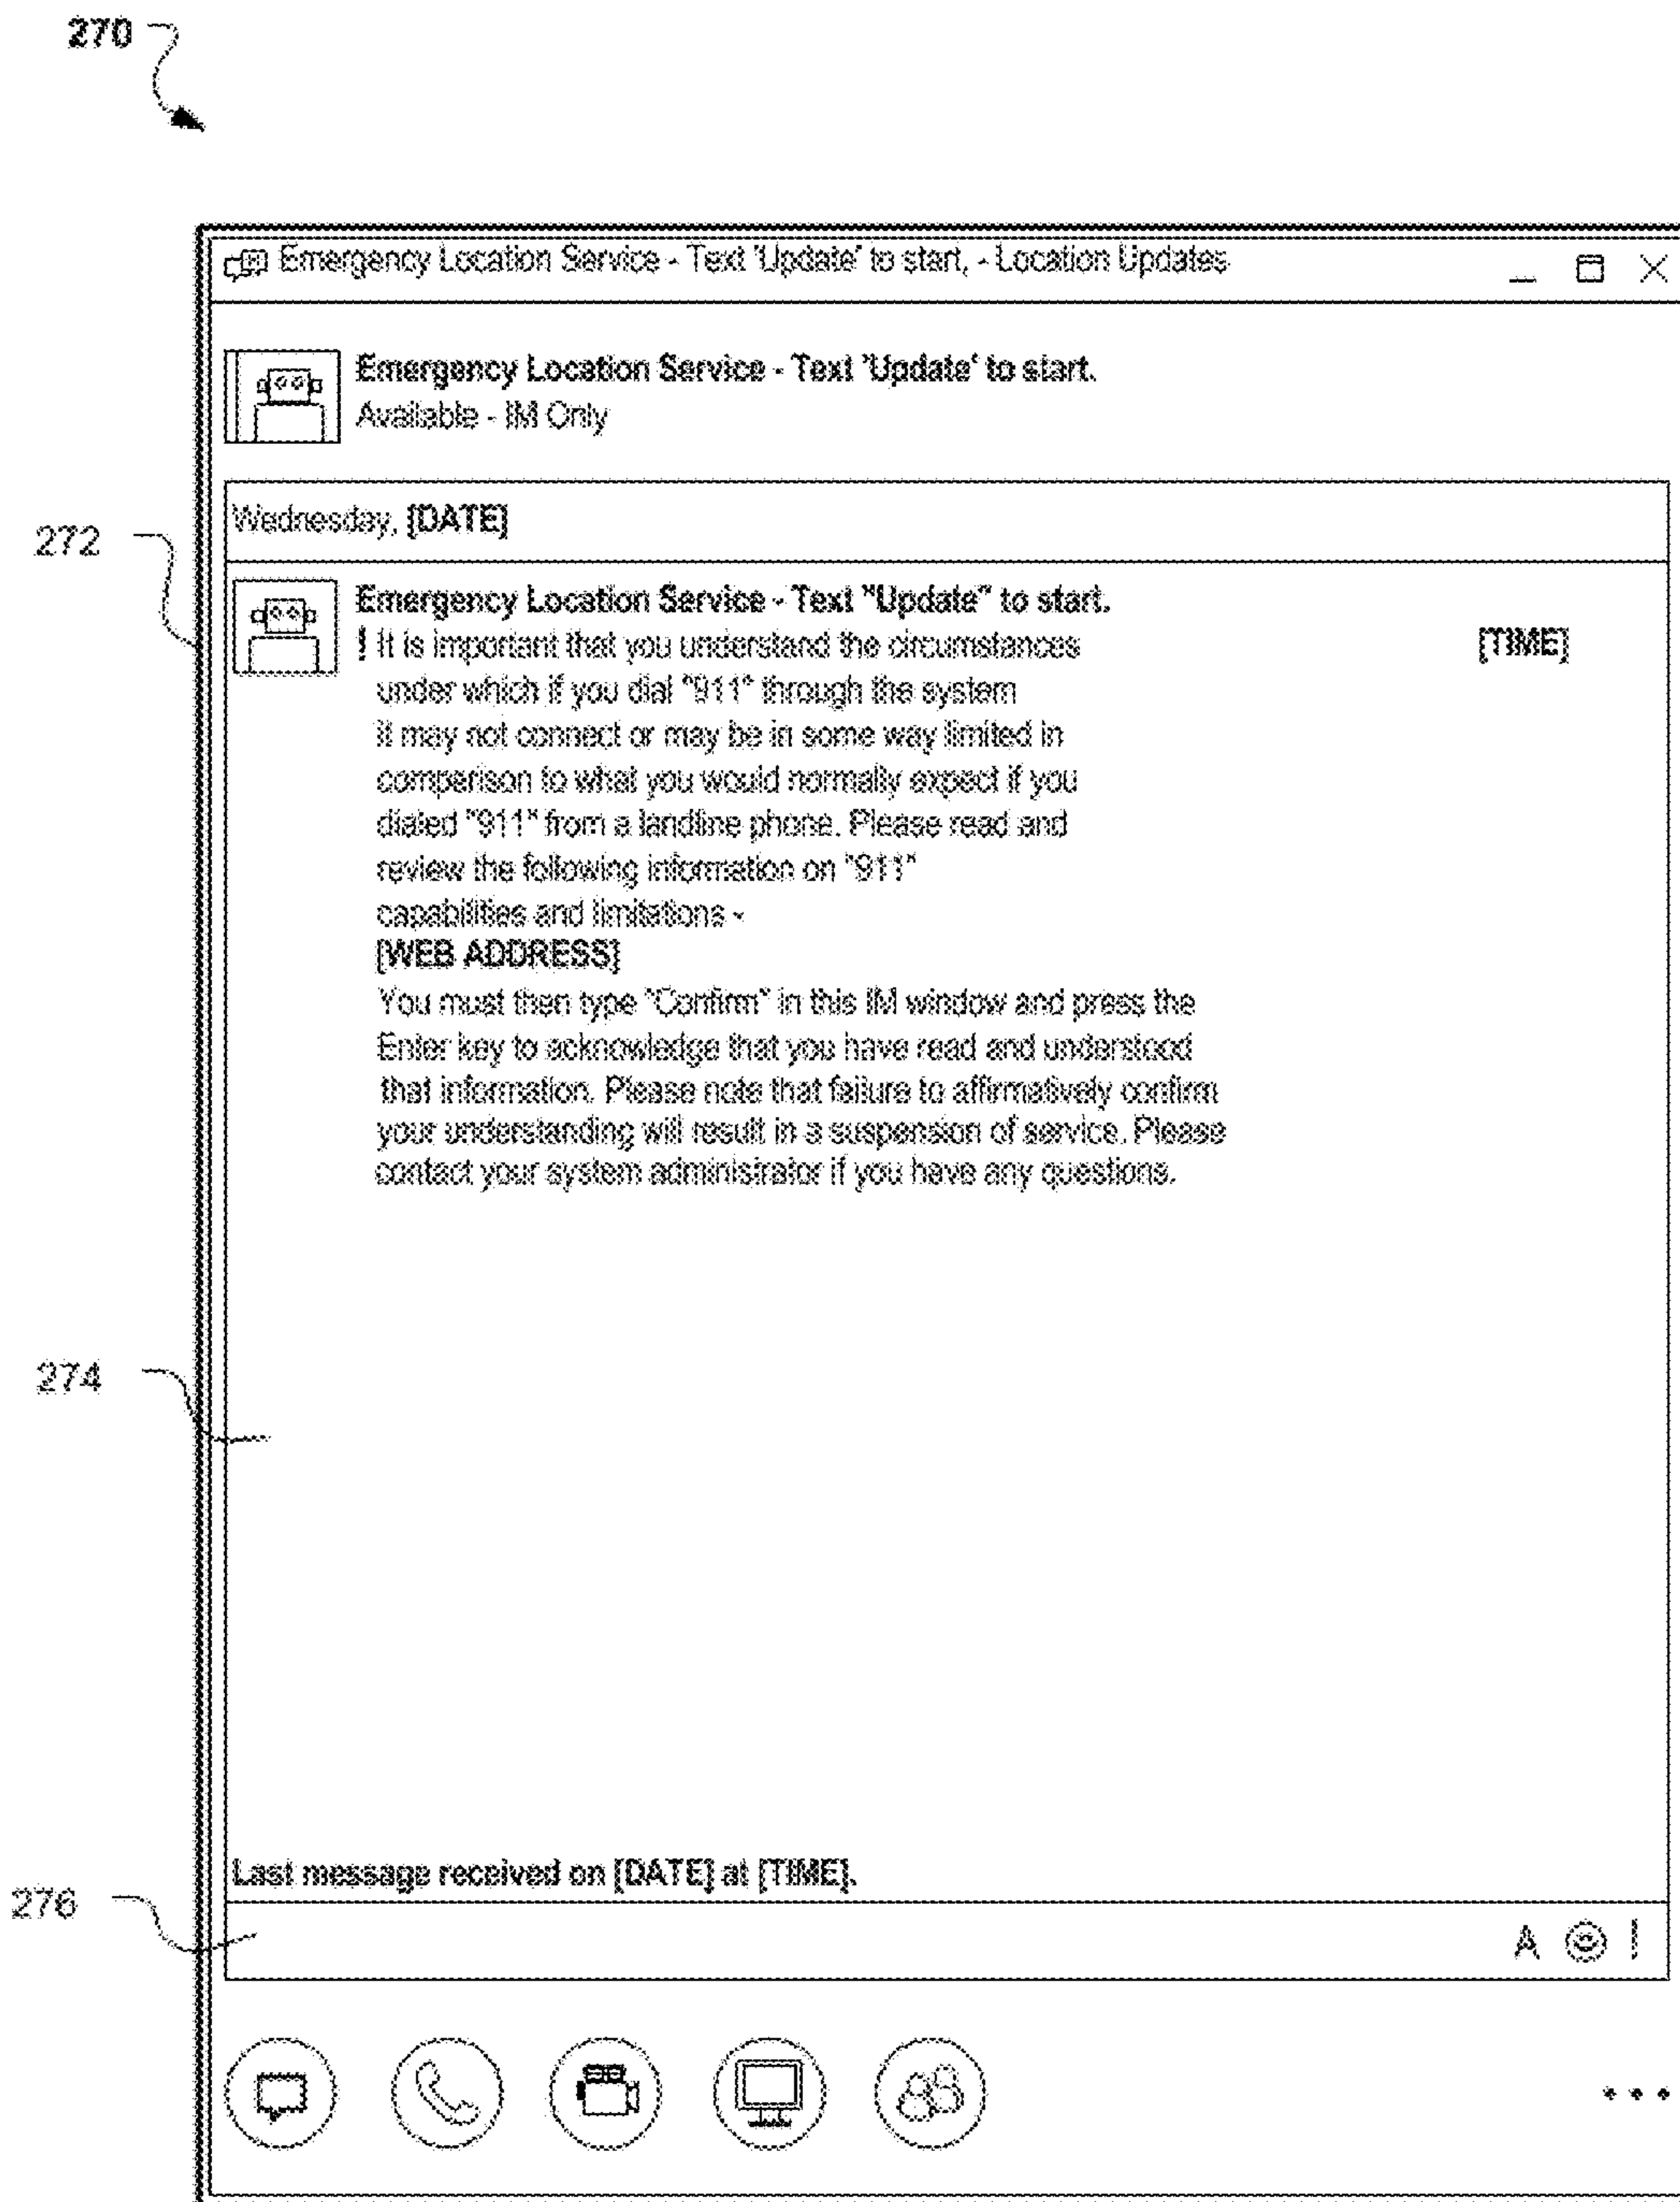 270
Emergency Location Service - Text 'Update' to start, - Location Updates
Emergency Location Service - Text 'Update' to start.
Available - IM Only
272
Wednesday, [DATE]
Emergency Location Service - Text "Update" to start.
! It is important that you understand the circumstances [TIME]
under which if you dial "911" through the system
it may not connect or may be in some way limited in
comparison to what you would normally expect if you
dialed "911" from a landline phone. Please read and
review the following information on "911"
capabilities and limitations -
[WEB ADDRESS]
You must then type "Confirm" in this IM window and press the
Enter key to acknowledge that you have read and understood
that information. Please note that failure to affirmatively confirm
your understanding will result in a suspension of service. Please
contact your system administrator if you have any questions.
274
Last message received on [DATE] at [TIME].
276
A !